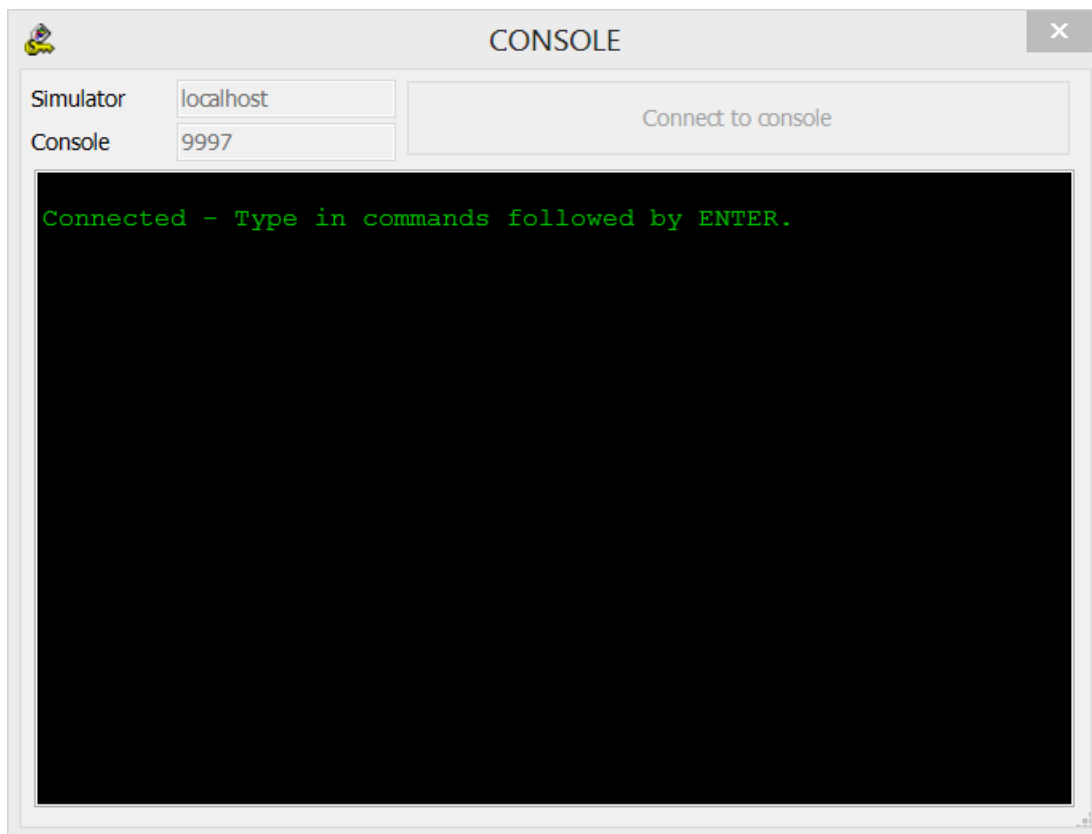 CONSOLE
Simulator localhost
Connect to console
Console 9997
Connected - Type in commands followed by ENTER.